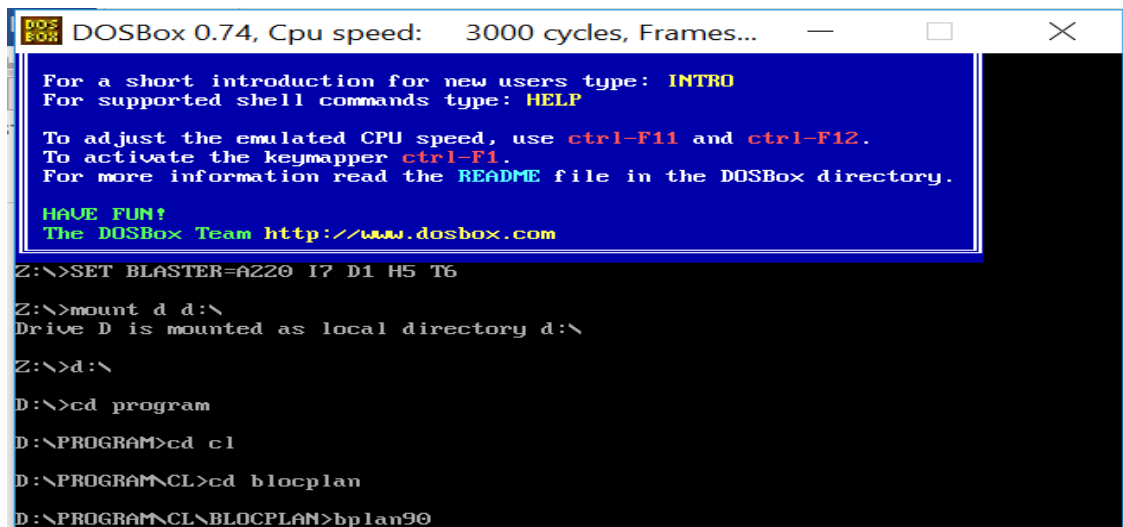 DOSBox 0.74, Cpu speed: 3000 cycles, Frames...
For a short introduction for new users type: INTRO
For supported shell commands type: HELP
To adjust the emulated CPU speed, use ctrl-F11 and ctrl-F12.
To activate the keymapper ctrl-F1.
For more information read the README file in the DOSBox directory.
HAVE FUN!
The DOSBox Team http://www.dosbox.com
Z:\>SET BLASTER=A220 I7 D1 H5 T6
Z:\>mount d d:\
Drive D is mounted as local directory d:\
Z:\>d:\
D:\>cd program
D:\PROGRAM>cd cl
D:\PROGRAM\CL>cd blocplan
D:\PROGRAM\CL\BLOCPLAN>bplan90